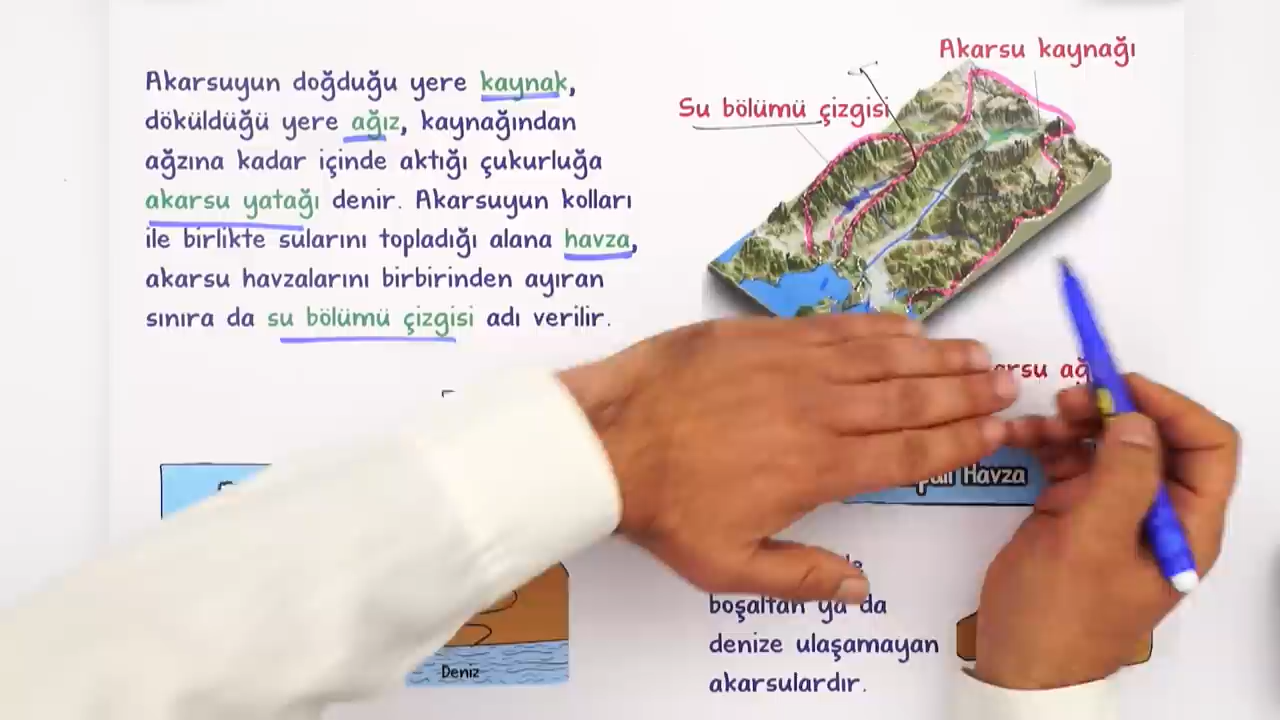 Akarsuyun doğduğu yere kaynak,
döküldüğü yere ağız, kaynağından
ağzına kadar içinde aktığı çukurluğa
akarsu yatağı denir. Akarsuyun kolları
ile birlikte sularını topladığı alana havza,
akarsu havzalarını birbirinden ayıran
sınıra da su bölümü çizgisi adı verilir.
Akarsu kaynağı
Su bölümü çizgisi
Havza
boşaltan ya da
denize ulaşamayan
akarsulardır.
Deniz